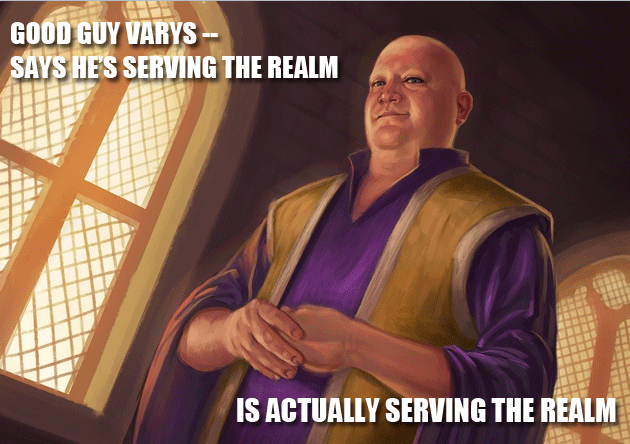 GOOD GUY VARYS --
SAYS HE'S SERVING THE REALM
IS ACTUALLY SERVING THE REALM